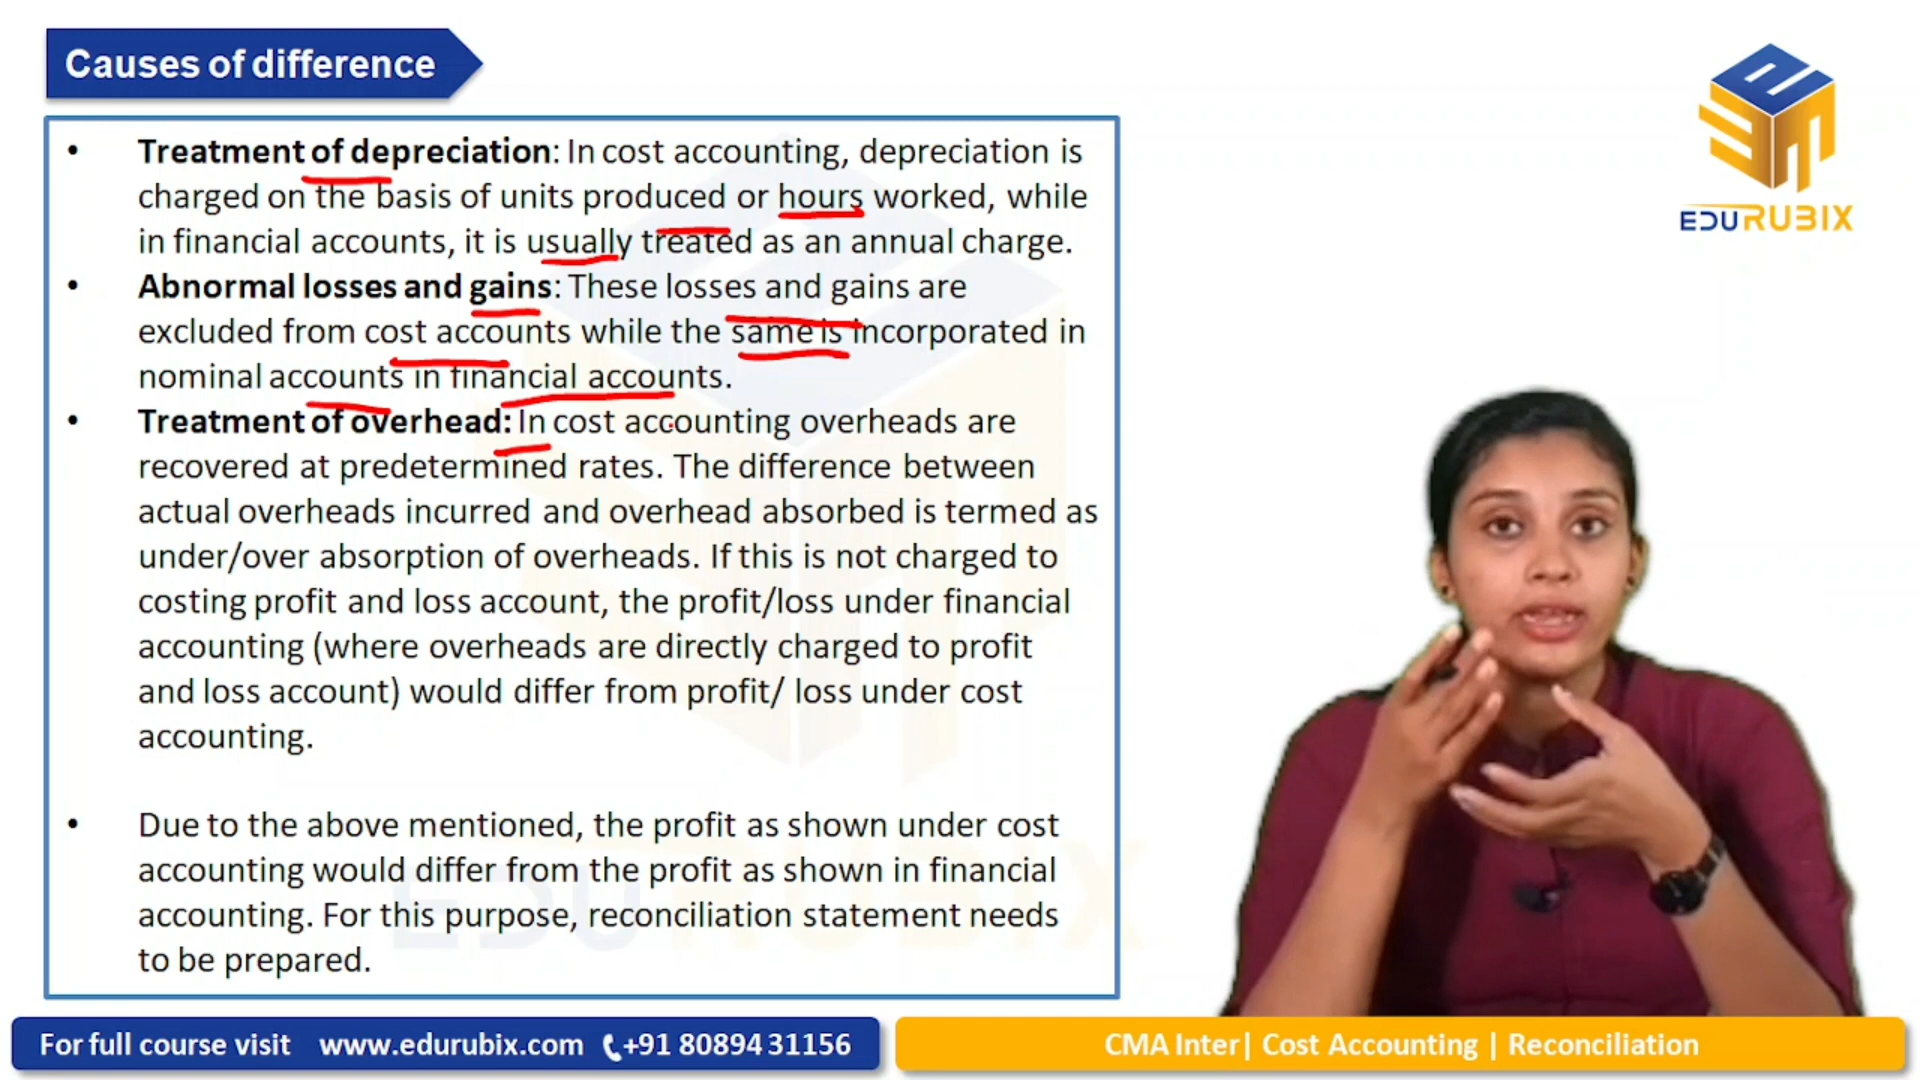 Causes of difference
EDURUBIX
• Treatment of depreciation: In cost accounting, depreciation is
charged on the basis of units produced or hours worked, while
in financial accounts, it is usually treated as an annual charge.
• Abnormal losses and gains: These losses and gains are
excluded from cost accounts while the same is incorporated in
nominal accounts in financial accounts.
• Treatment of overhead: In cost accounting overheads are
recovered at predetermined rates. The difference between
actual overheads incurred and overhead absorbed is termed as
under/over absorption of overheads. If this is not charged to
costing profit and loss account, the profit/loss under financial
accounting (where overheads are directly charged to profit
and loss account) would differ from profit/ loss under cost
accounting.
• Due to the above mentioned, the profit as shown under cost
accounting would differ from the profit as shown in financial
accounting. For this purpose, reconciliation statement needs
to be prepared.
EDURUBIX
For full course visit www.edurubix.com +91 80894 31156
CMA Inter| Cost Accounting | Reconciliation